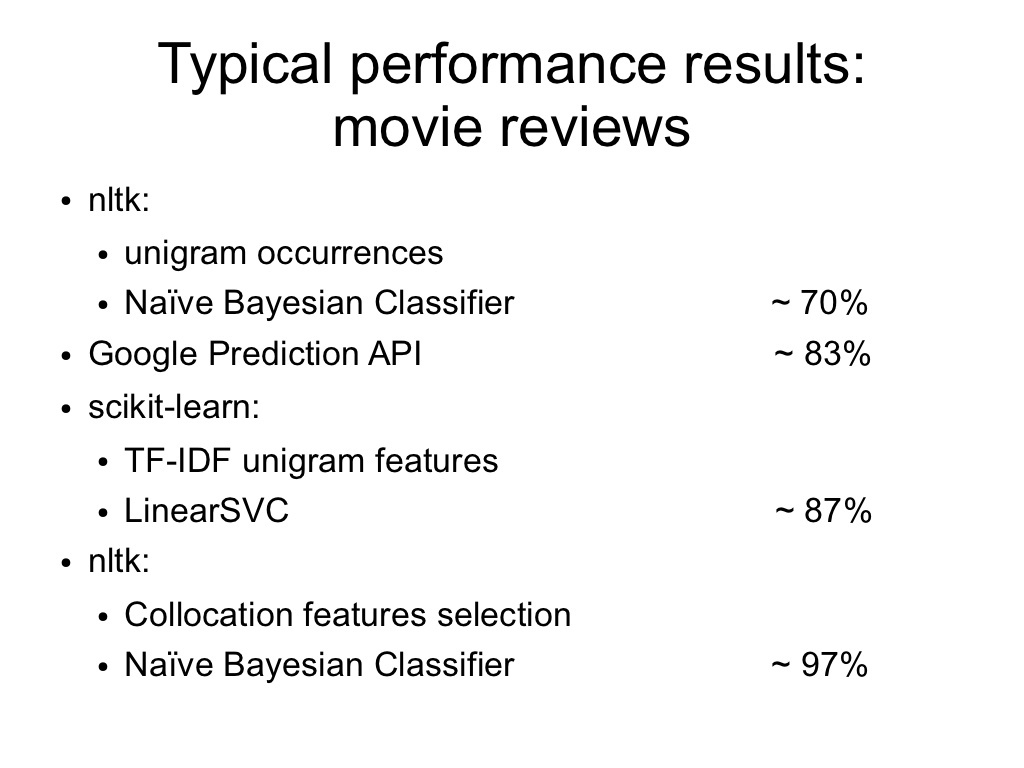 Typical performance results:
movie reviews
• nltk:
• unigram occurrences
• Naïve Bayesian Classifier ~ 70%
• Google Prediction API ~ 83%
• scikit-learn:
• TF-IDF unigram features
• LinearSVC ~ 87%
• nltk:
• Collocation features selection
• Naïve Bayesian Classifier ~ 97%